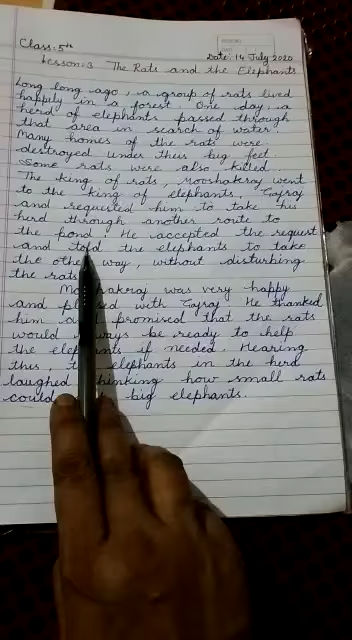 Class: 5th
Date: 14 July 2020
Lesson: 3 The Rats and the Elephants
Long long ago, a group of rats lived
happily in a forest. One day, a
herd of elephants passed through
that area in search of water.
Many homes of the rats were
destroyed under their big feet.
Some rats were also killed.
The king of rats, Mooshakraj went
to the king of elephants, Gajraj
and requested him to take his
herd through another route to
the pond. He accepted the request
and told the elephants to take
the other way, without disturbing
the rats
was very happy
and with Gajraj. He thanked
him promised that the rats
would be ready to help
the if needed. Hearing
this, elephants in the herd
laughed how small rats
could big elephants.